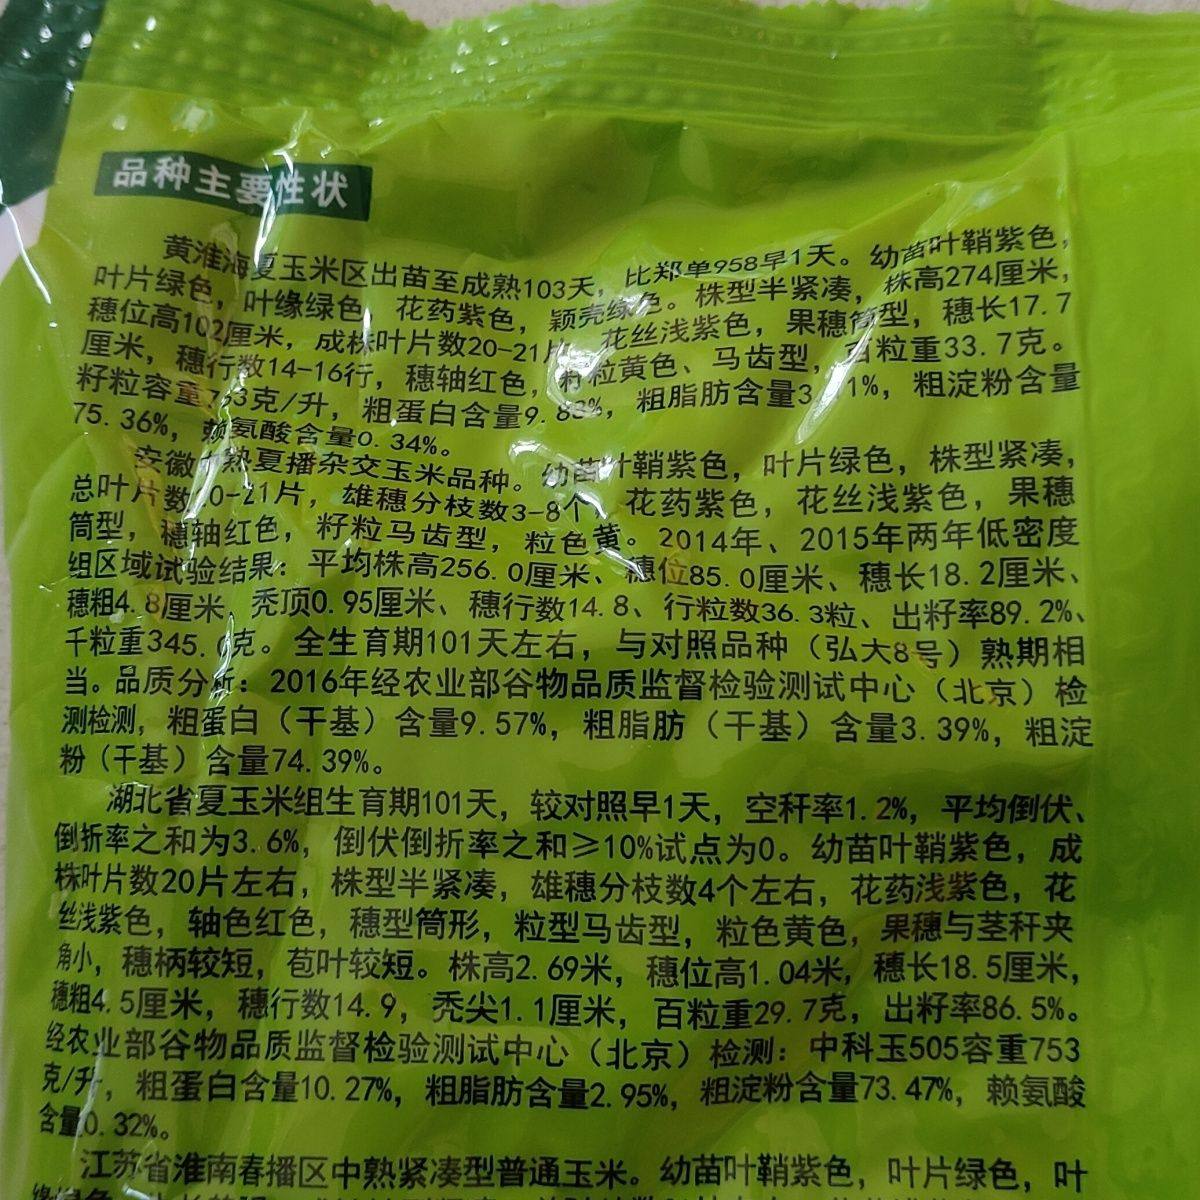 品种主要性状
黄淮海夏玉米区出苗至成熟103天，比郑单958早1天。幼苗叶鞘紫色，
叶片绿色，叶缘绿色，花药紫色，颖壳绿色。株型半紧凑，株高274厘米，
穗位高102厘米，成株叶片数20-21片，花丝浅紫色，果穗筒型，穗长17.7
厘米，穗行数14-16行，穗轴红色，籽粒黄色、马齿型，百粒重33.7克。
籽粒容重 克/升，粗蛋白含量9.83%，粗脂肪含量3. 1%，粗淀粉含量
75.36%，赖氨酸含量0.34%。
安徽中熟夏播杂交玉米品种。幼苗叶鞘紫色，叶片绿色，株型紧凑，
总叶片数20-21片，雄穗分枝数3-8个，花药紫色，花丝浅紫色，果穗
筒型，穗轴红色，籽粒马齿型，粒色黄。2014年、2015年两年低密度
组区域试验结果：平均株高256.0厘米、穗位85.0厘米、穗长18.2厘米、
穗粗4.8厘米、秃顶0.95厘米、穗行数14.8、行粒数36.3粒、出籽率89.2%、
千粒重345.0克。全生育期101天左右，与对照品种（弘大8号）熟期相
当。品质分析：2016年经农业部谷物品质监督检验测试中心（北京）检
测检测，粗蛋白（干基）含量9.57%，粗脂肪（干基）含量3.39%，粗淀
粉（干基）含量74.39%。
湖北省夏玉米组生育期101天，较对照早1天，空秆率1.2%，平均倒伏、
倒折率之和为3.6%，倒伏倒折率之和≥10%试点为0。幼苗叶鞘紫色，成
株叶片数20片左右，株型半紧凑，雄穗分枝数4个左右，花药浅紫色，花
丝浅紫色，轴色红色，穗型筒形，粒型马齿型，粒色黄色，果穗与茎秆夹
角小，穗柄较短，苞叶较短。株高2.69米，穗位高1.04米，穗长18.5厘米，
穗粗4.5厘米，穗行数14.9，秃尖1.1厘米，百粒重29.7克，出籽率86.5%。
经农业部谷物品质监督检验测试中心（北京）检测：中科玉505容重753
克/升，粗蛋白含量10.27%，粗脂肪含量2.95%，粗淀粉含量73.47%，赖氨酸
含量0.32%。
江苏省淮南春播区中熟紧凑型普通玉米。幼苗叶鞘紫色，叶片绿色，叶